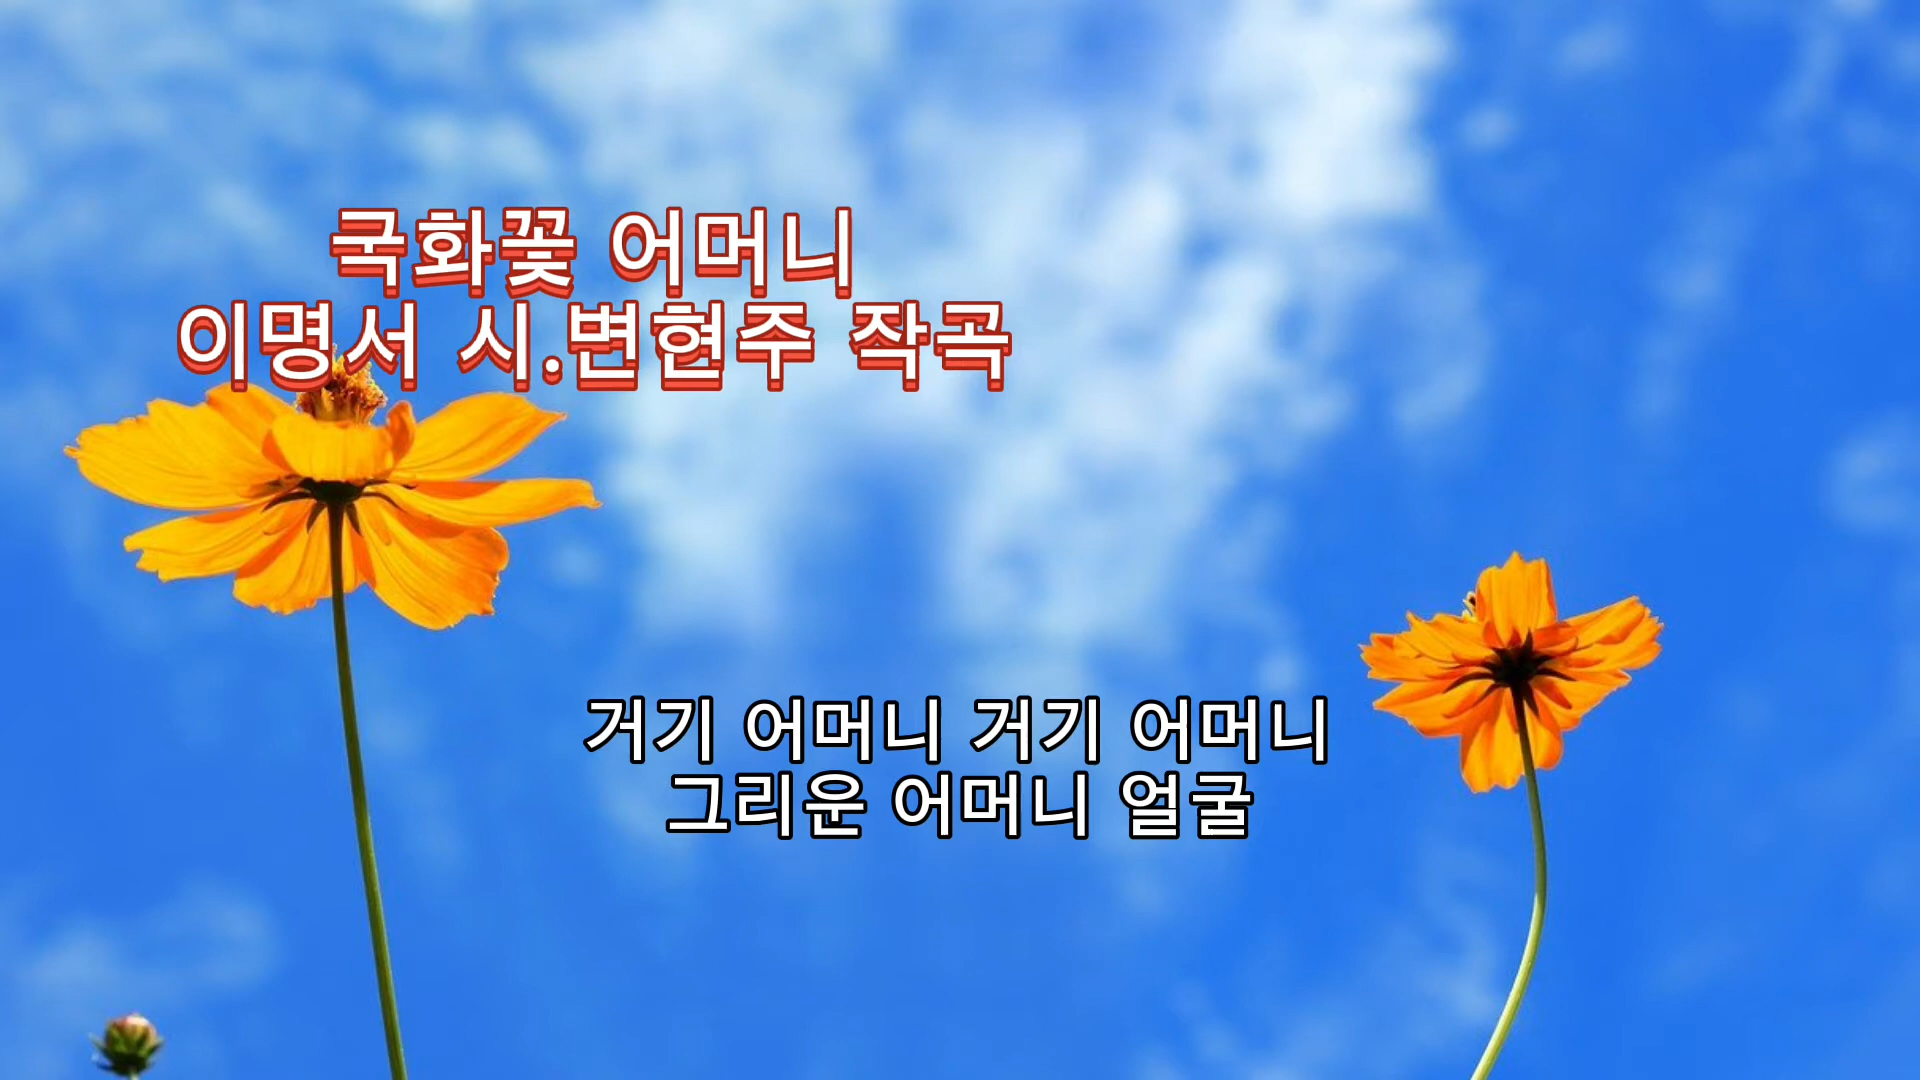 국화꽃 어머니
이명서 시.변현주 작곡
거기 어머니 거기 어머니
그리운 어머니 얼굴